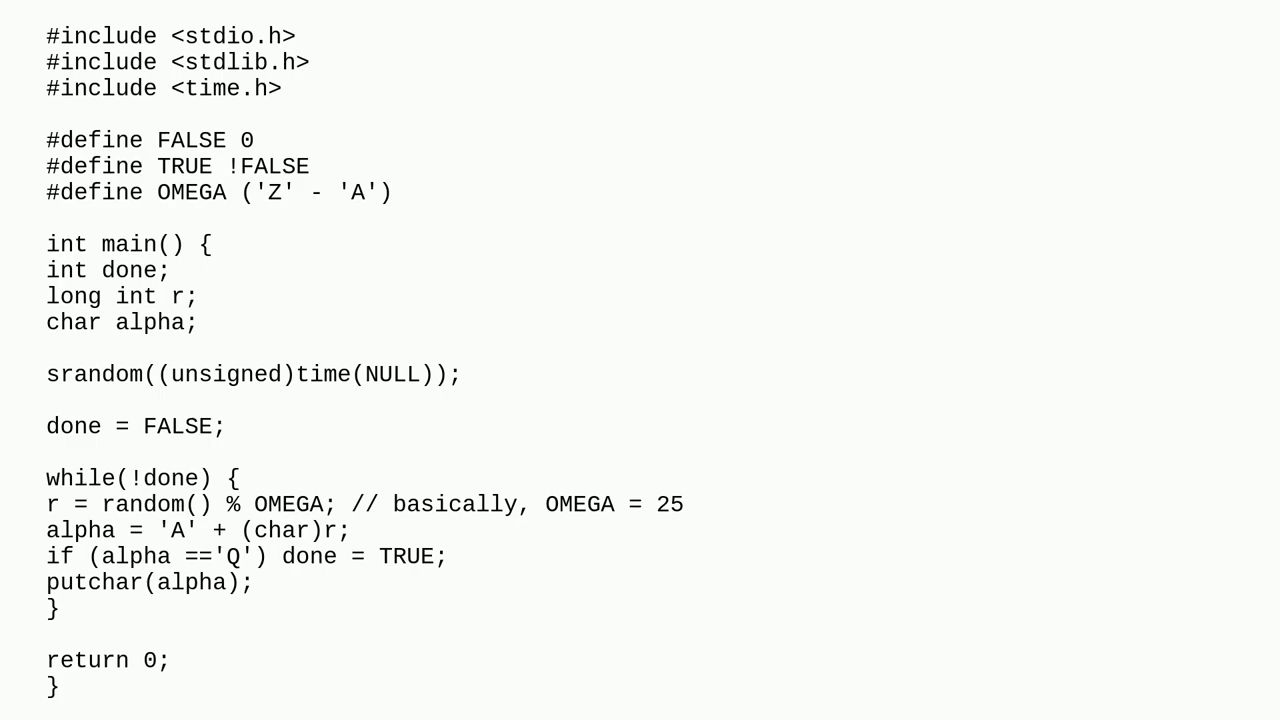 #include <stdio.h>
#include <stdlib.h>
#include <time.h>
#define FALSE 0
#define TRUE !FALSE
#define OMEGA ('Z' - 'A')
int main() {
int done;
long int r;
char alpha;
srandom((unsigned)time(NULL));
done = FALSE;
while(!done) {
r = random() % OMEGA; // basically, OMEGA = 25
alpha = 'A' + (char)r;
if (alpha =='Q') done = TRUE;
putchar(alpha);
}
return 0;
}